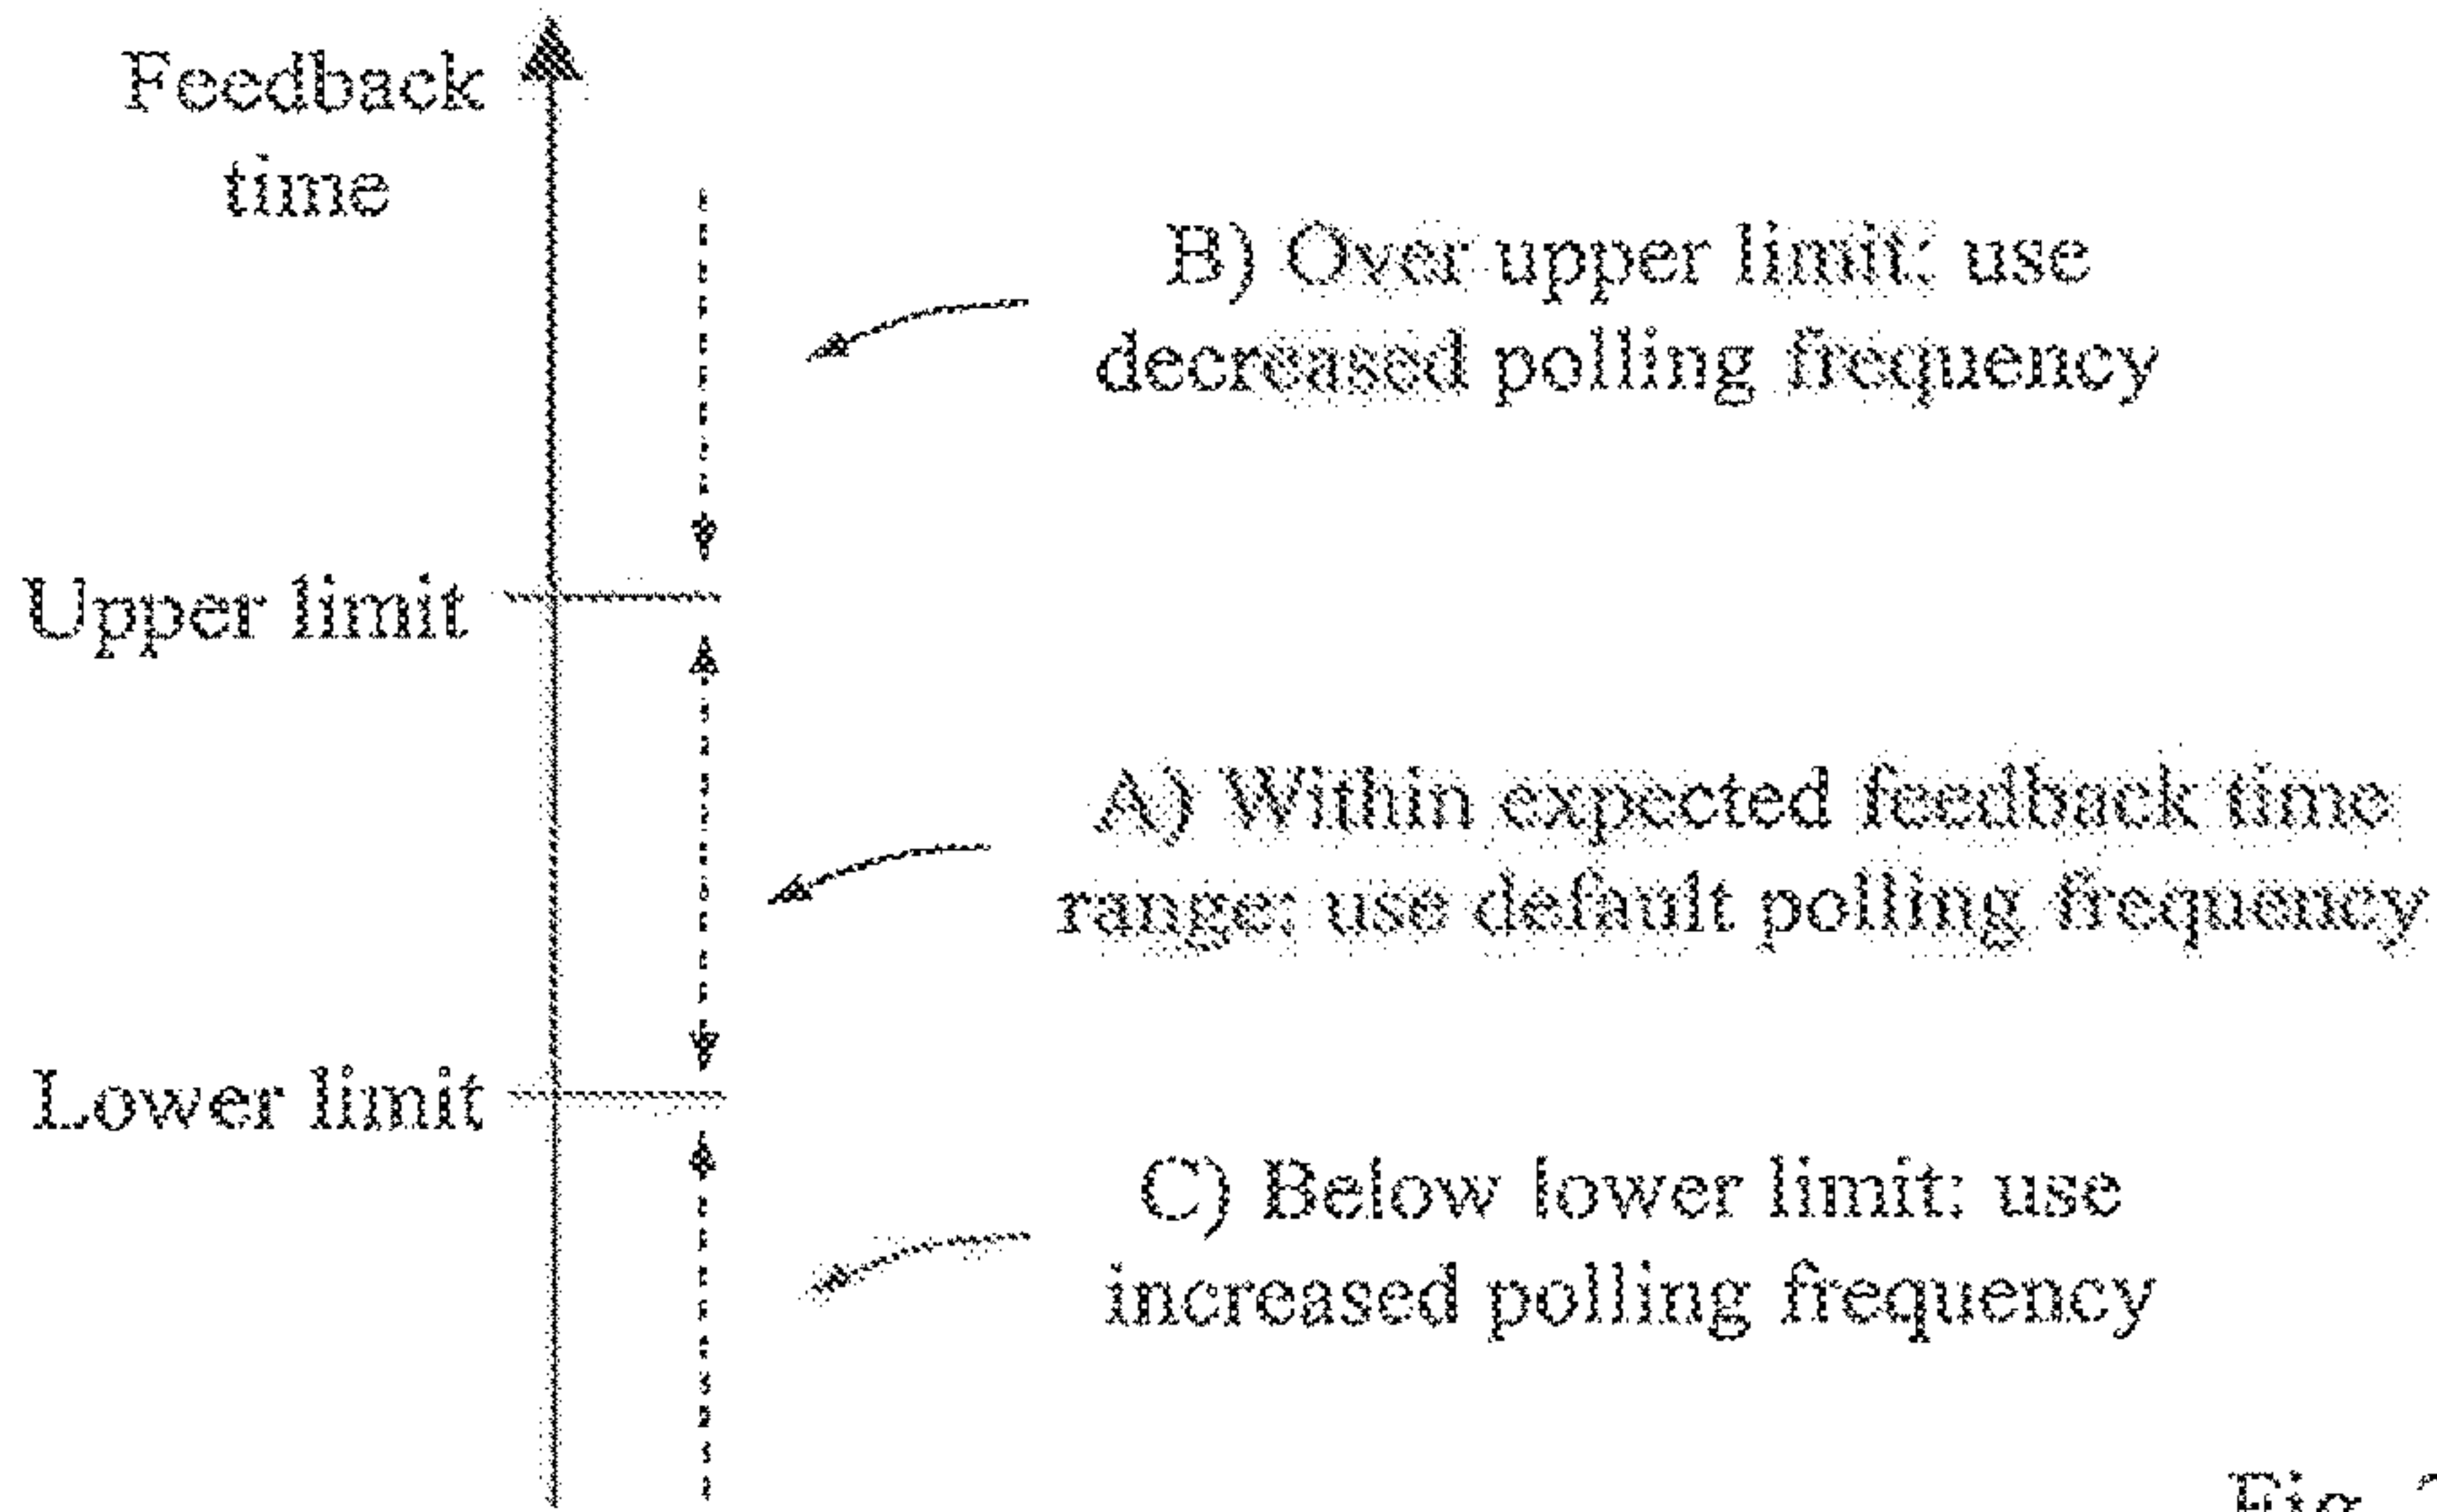 Feedback
time
B) Over upper limit: use
decreased polling frequency
Upper limit
A) Within expected feedback time
range: use default polling frequency
Lower limit
C) Below lower limit: use
increased polling frequency
Fig.